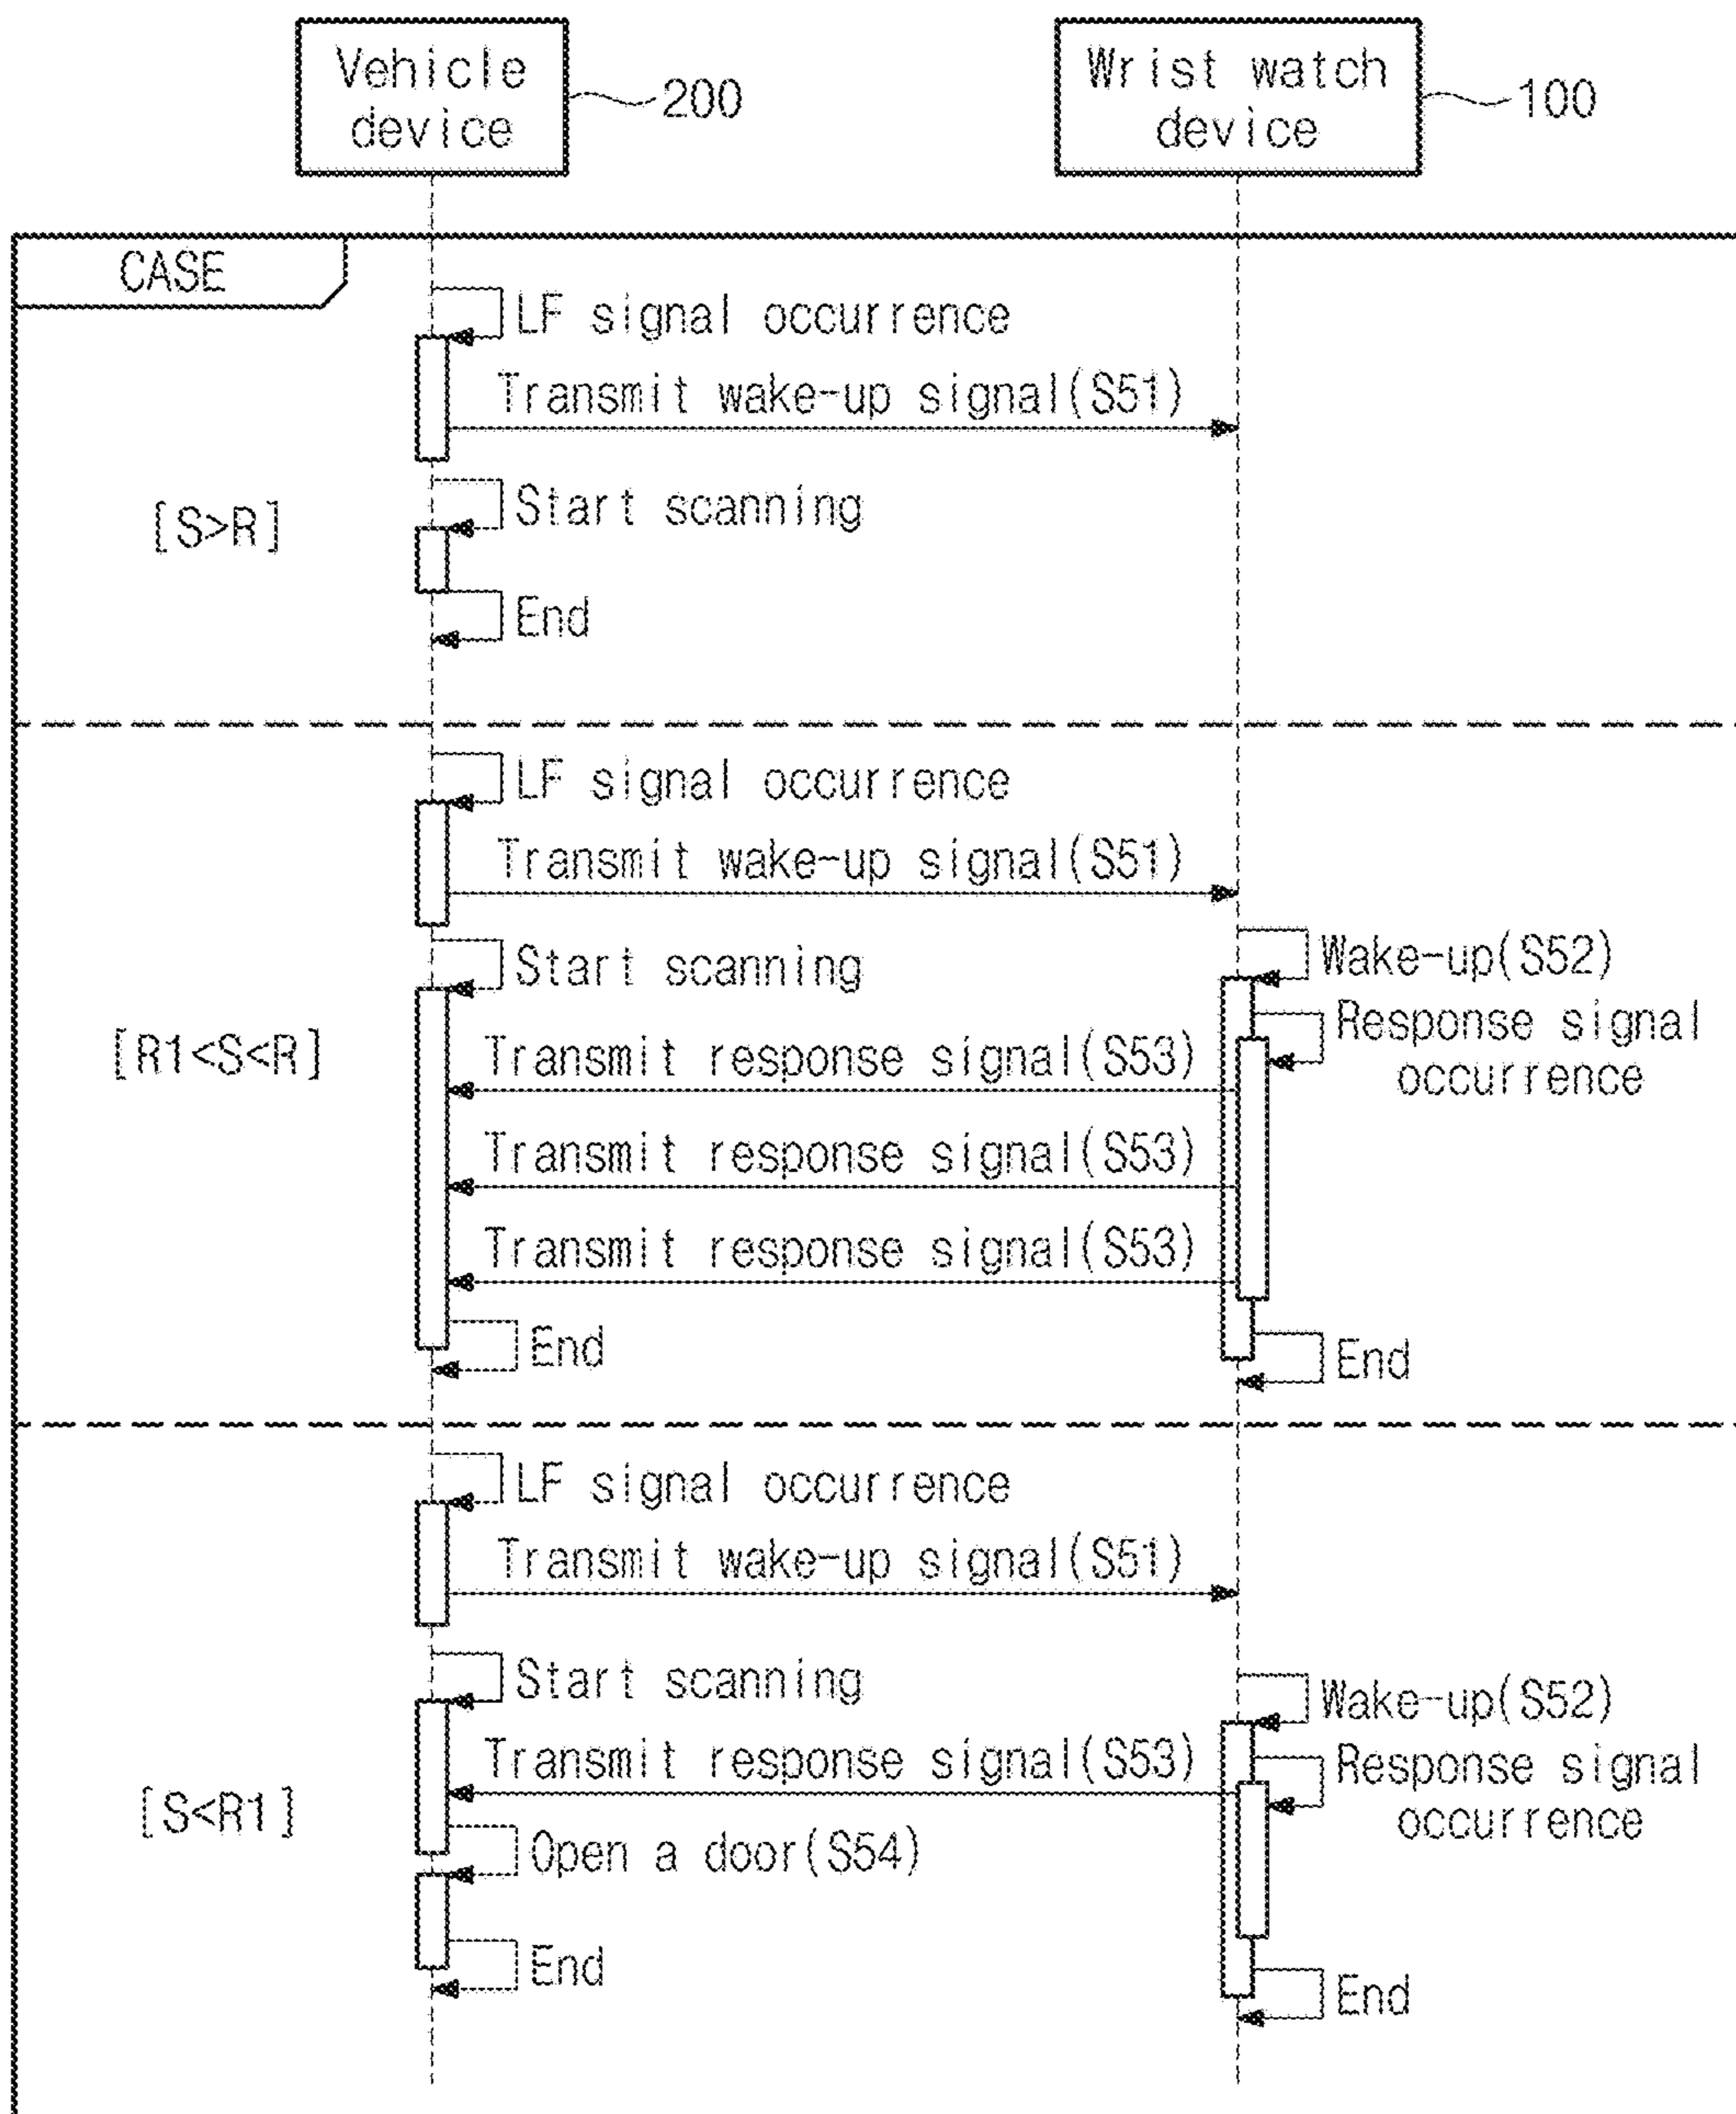 Vehicle
device
200
Wrist watch
device
100
CASE
LF signal occurrence
Transmit wake-up signal(S51)
[S>R]
Start scanning
End
LF signal occurrence
Transmit wake-up signal(S51)
Start scanning
Wake-up(S52)
[R1<S<R]
Response signal
occurrence
Transmit response signal(S53)
Transmit response signal(S53)
Transmit response signal(S53)
End
End
LF signal occurrence
Transmit wake-up signal(S51)
Start scanning
Wake-up(S52)
Transmit response signal(S53)
Response signal
occurrence
[S<R1]
Open a door(S54)
End
End